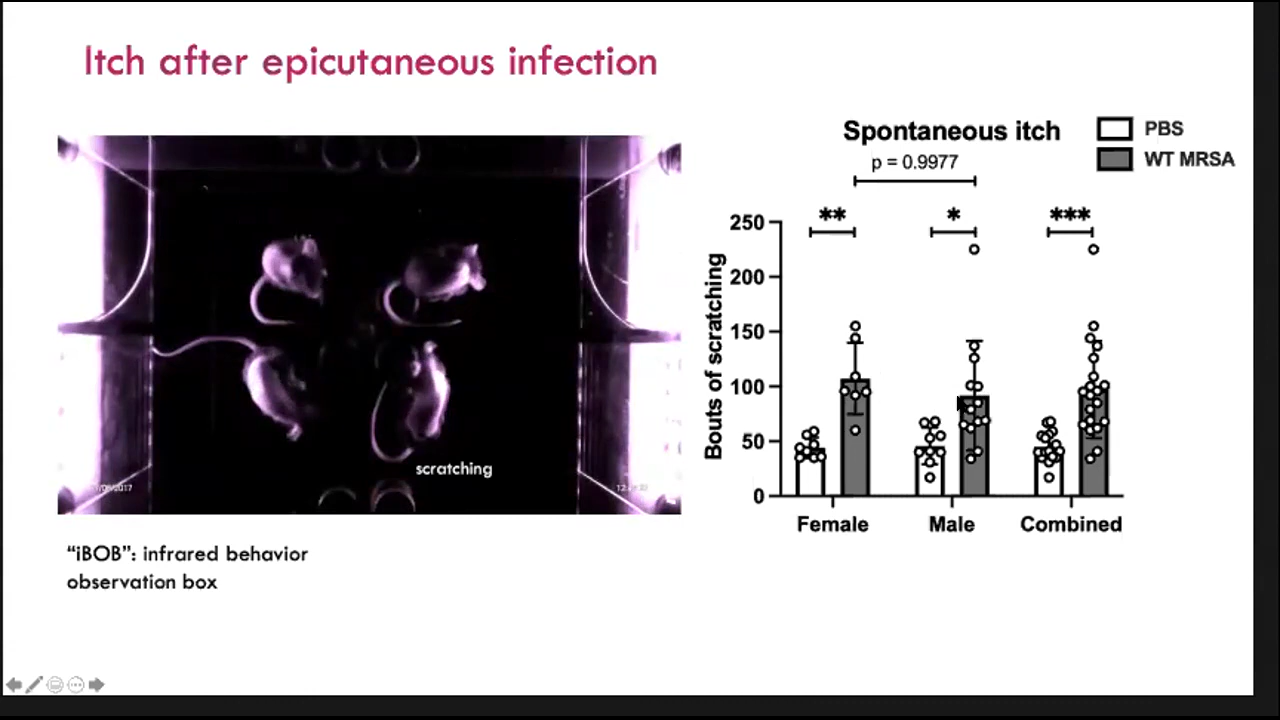 Itch after epicutaneous infection
scratching
“iBOB”: infrared behavior
observation box
Spontaneous itch
p = 0.9977
PBS
WT MRSA
**
*
***
Bouts of scratching
250
200
150
100
50
0
Female
Male
Combined